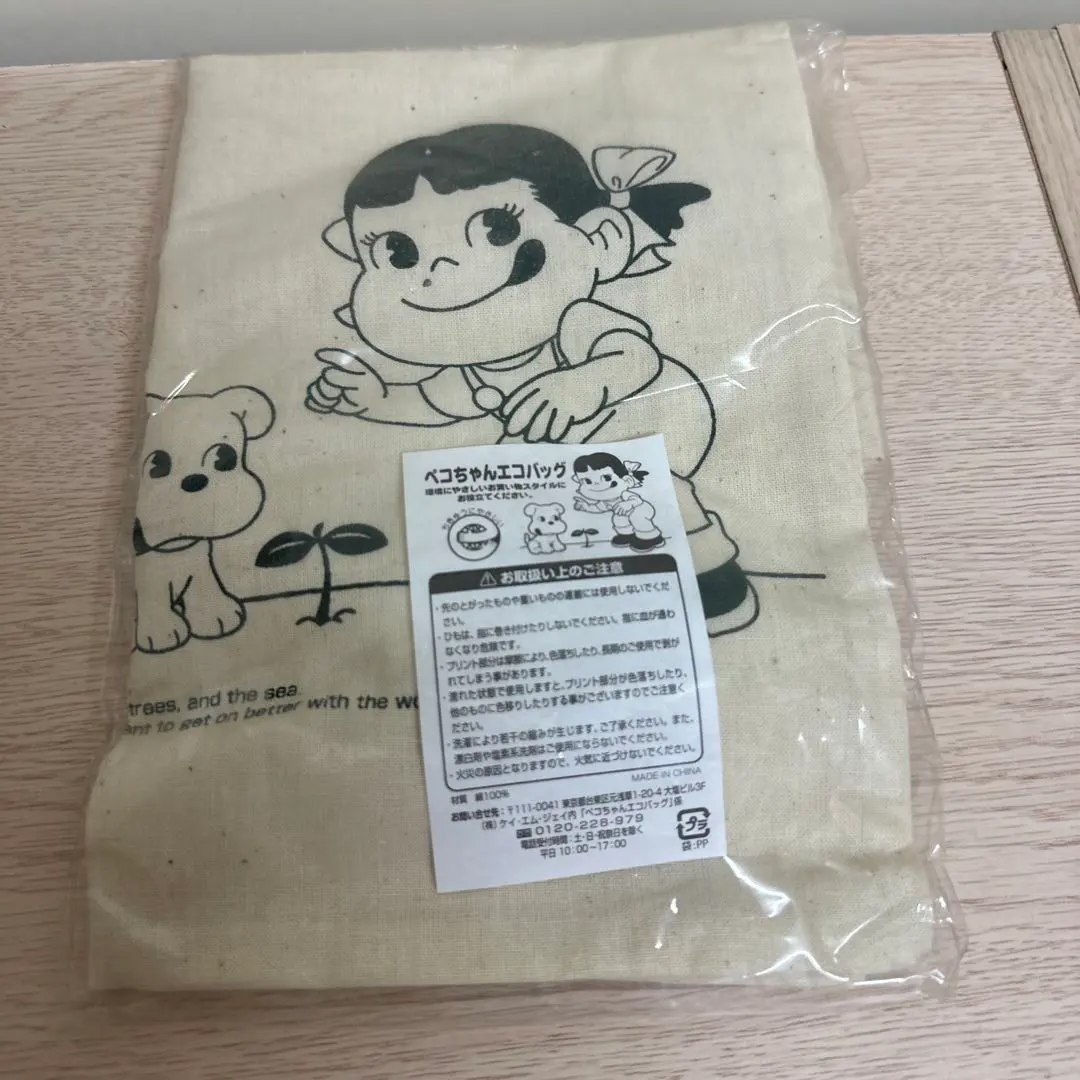 trees, and the sea.
ant to get on better with the wo
ペコちゃんエコバッグ
環境にやさしいお買い物スタイルに
お役立てください。
ちきゅうにやさしい!
⚠ お取扱い上のご注意
・先のとがったものや重いものの運搬には使用しないでくだ
さい。
・ひもは、指に巻き付けたりしないでください。指に血が通わ
なくなり危険です。
・プリント部分は摩擦により、色落ちしたり、長期のご使用で剥が
れてしまう事があります。
・濡れた状態で使用しますと、プリント部分が色落ちしたり、
他のものに色移りしたりする事がございますのでご注意く
ださい。
・洗濯により若干の縮みが生じます。ご了承ください。また、
漂白剤や塩素系洗剤はご使用にならないでください。
・火災の原因となりますので、火気に近づけないでください。
MADE IN CHINA
材質 綿100%
お問い合せ先：〒111-0041 東京都台東区元浅草1-20-4 大塩ビル3F
(株)ケイ・エム・ジェイ内「ペコちゃんエコバッグ」係
0120-228-979
電話受付時間：土・日・祝祭日を除く
平日 10：00〜17：00
プラ
袋:PP